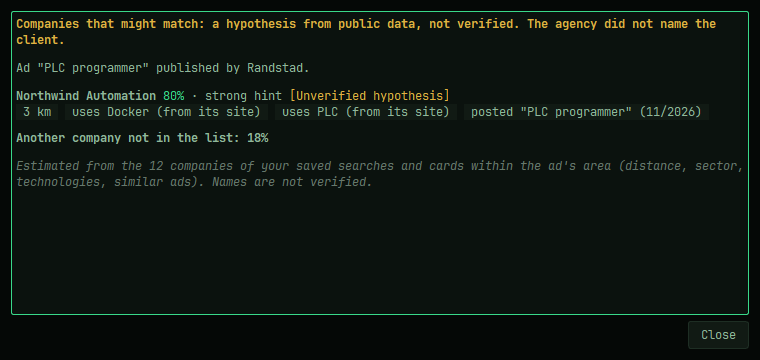 Companies that might match: a hypothesis from public data, not verified. The agency did not name the
client.
Ad "PLC programmer" published by Randstad.
Northwind Automation 80% · strong hint [Unverified hypothesis]
3 km uses Docker (from its site) uses PLC (from its site) posted "PLC programmer" (11/2026)
Another company not in the list: 18%
Estimated from the 12 companies of your saved searches and cards within the ad's area (distance, sector,
technologies, similar ads). Names are not verified.
Close